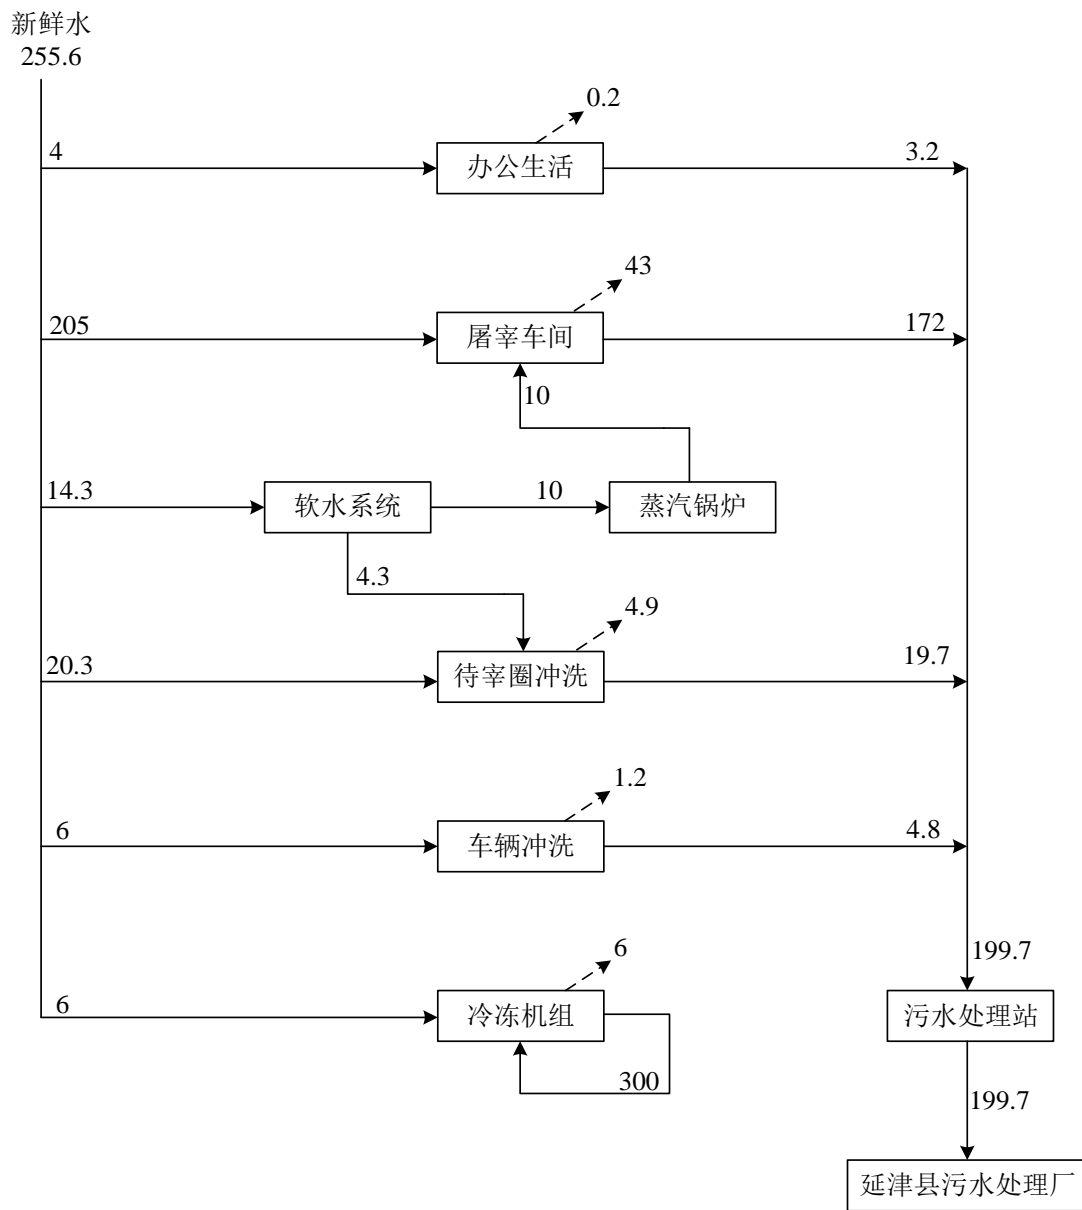 新鲜水
255.6
0.2
4
办公生活
3.2
43
205
屠宰车间
172
10
14.3
软水系统
10
蒸汽锅炉
4.3
4.9
20.3
待宰圈冲洗
19.7
1.2
6
车辆冲洗
4.8
6
199.7
6
冷冻机组
污水处理站
300
199.7
延津县污水处理厂